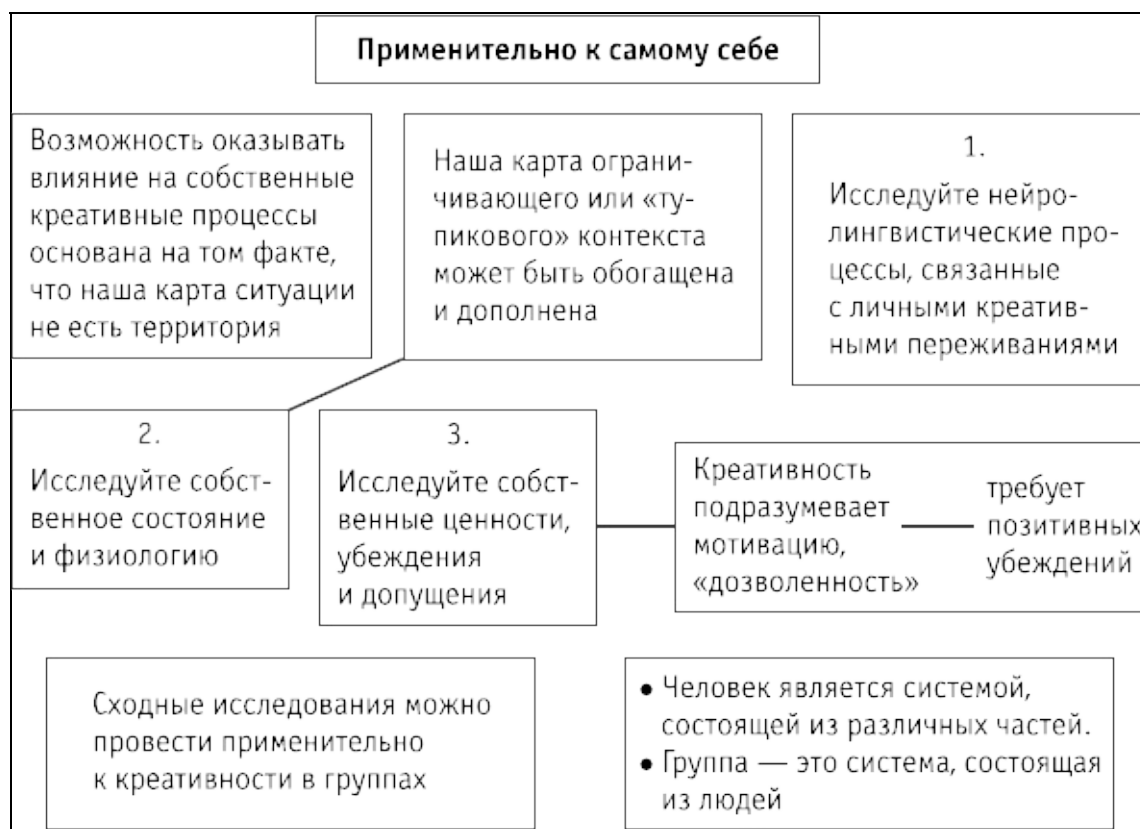 Применительно к самому себе
Возможность оказывать
влияние на собственные
креативные процессы
основана на том факте,
что наша карта ситуации
не есть территория
Наша карта ограни-
чивающего или «ту-
пикового» контекста
может быть обогащена
и дополнена
1.
Исследуйте нейро-
лингвистические про-
цессы, связанные
с личными креатив-
ными переживаниями
2.
Исследуйте собст-
венное состояние
и физиологию
3.
Исследуйте собст-
венные ценности,
убеждения
и допущения
Креативность
подразумевает
мотивацию,
«дозволенность»
требует
позитивных
убеждений
Сходные исследования можно
провести применительно
к креативности в группах
• Человек является системой,
состоящей из различных частей.
• Группа — это система, состоящая
из людей